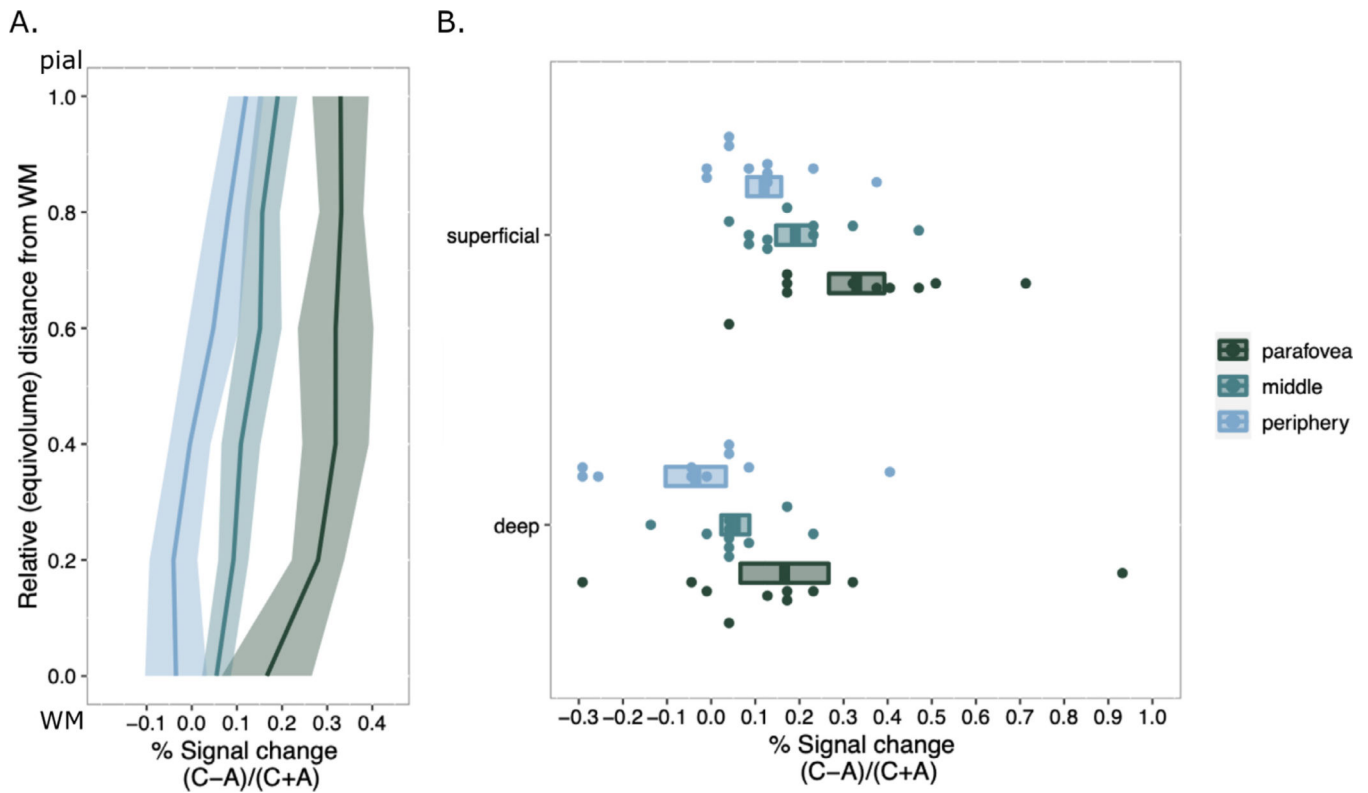 A.
B.
pial
1.0
0.8
0.6
0.4
0.2
0.0
WM
Relative (equivolume) distance from WM
−0.1 0.0 0.1 0.2 0.3 0.4
% Signal change
(C−A)/(C+A)
superficial
deep
−0.3 −0.2 −0.1 0.0 0.1 0.2 0.3 0.4 0.5 0.6 0.7 0.8 0.9 1.0
% Signal change
(C−A)/(C+A)
parafovea
middle
periphery